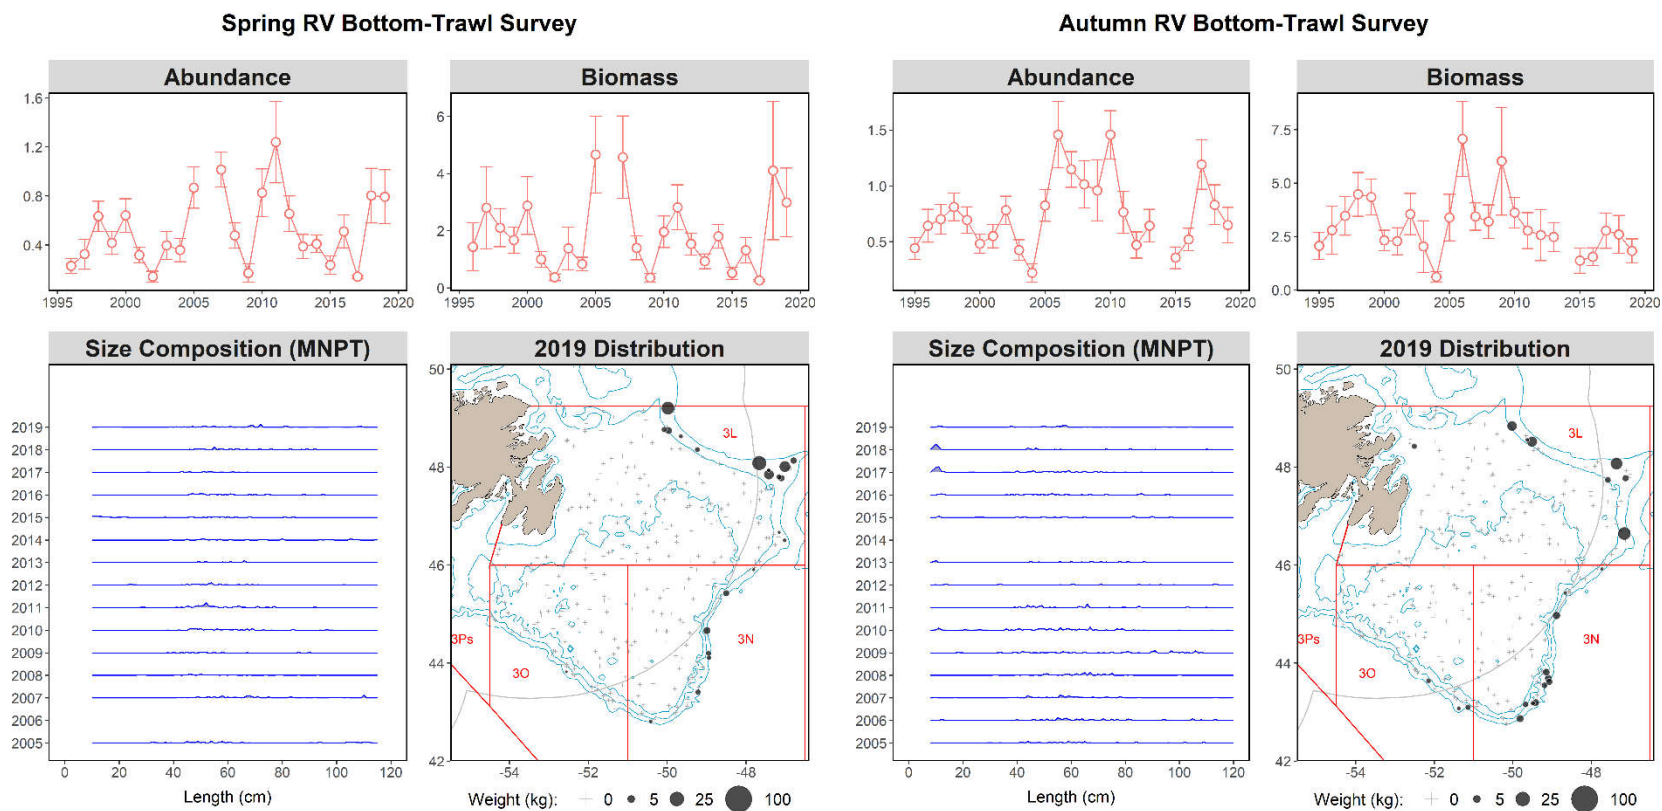 Spring RV Bottom-Trawl Survey
Autumn RV Bottom-Trawl Survey
Abundance
Biomass
Abundance
Biomass
1.6
1.2
0.8
0.4
1995 2000 2005 2010 2015 2020
6
4
2
0
1995 2000 2005 2010 2015 2020
1.5
1.0
0.5
1995 2000 2005 2010 2015 2020
7.5
5.0
2.5
0.0
1995 2000 2005 2010 2015 2020
Size Composition (MNPT)
2019 Distribution
Size Composition (MNPT)
2019 Distribution
2019
2018
2017
2016
2015
2014
2013
2012
2011
2010
2009
2008
2007
2006
2005
0 20 40 60 80 100 120
Length (cm)
50
48
46
44
42
3L
3N
3O
3Ps
-54 -52 -50 -48
Weight (kg): 0 5 25 100
2019
2018
2017
2016
2015
2014
2013
2012
2011
2010
2009
2008
2007
2006
2005
0 20 40 60 80 100 120
Length (cm)
50
48
46
44
42
3L
3N
3O
3Ps
-54 -52 -50 -48
Weight (kg): 0 5 25 100